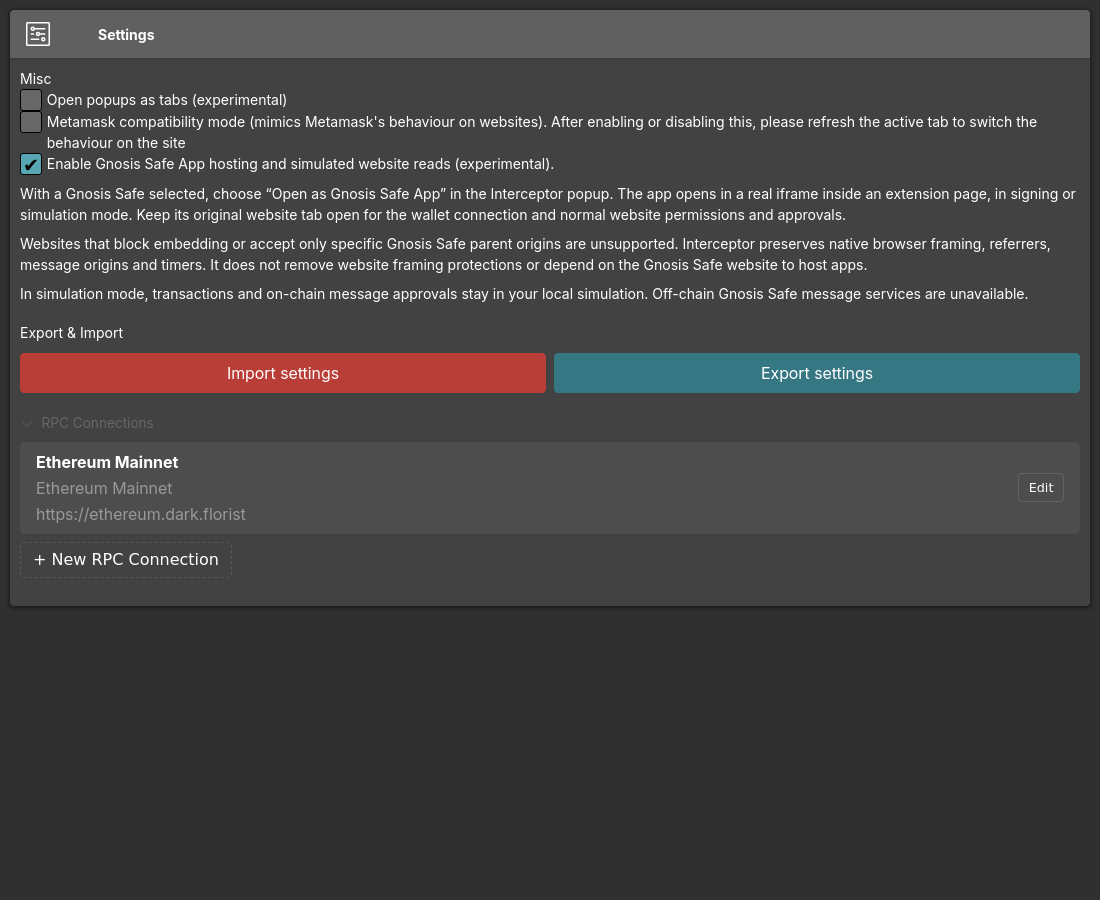 Settings
Misc
Open popups as tabs (experimental)
Metamask compatibility mode (mimics Metamask's behaviour on websites). After enabling or disabling this, please refresh the active tab to switch the
behaviour on the site
Enable Gnosis Safe App hosting and simulated website reads (experimental).
With a Gnosis Safe selected, choose “Open as Gnosis Safe App” in the Interceptor popup. The app opens in a real iframe inside an extension page, in signing or
simulation mode. Keep its original website tab open for the wallet connection and normal website permissions and approvals.
Websites that block embedding or accept only specific Gnosis Safe parent origins are unsupported. Interceptor preserves native browser framing, referrers,
message origins and timers. It does not remove website framing protections or depend on the Gnosis Safe website to host apps.
In simulation mode, transactions and on-chain message approvals stay in your local simulation. Off-chain Gnosis Safe message services are unavailable.
Export & Import
Import settings
Export settings
RPC Connections
Ethereum Mainnet
Ethereum Mainnet
https://ethereum.dark.florist
Edit
+ New RPC Connection